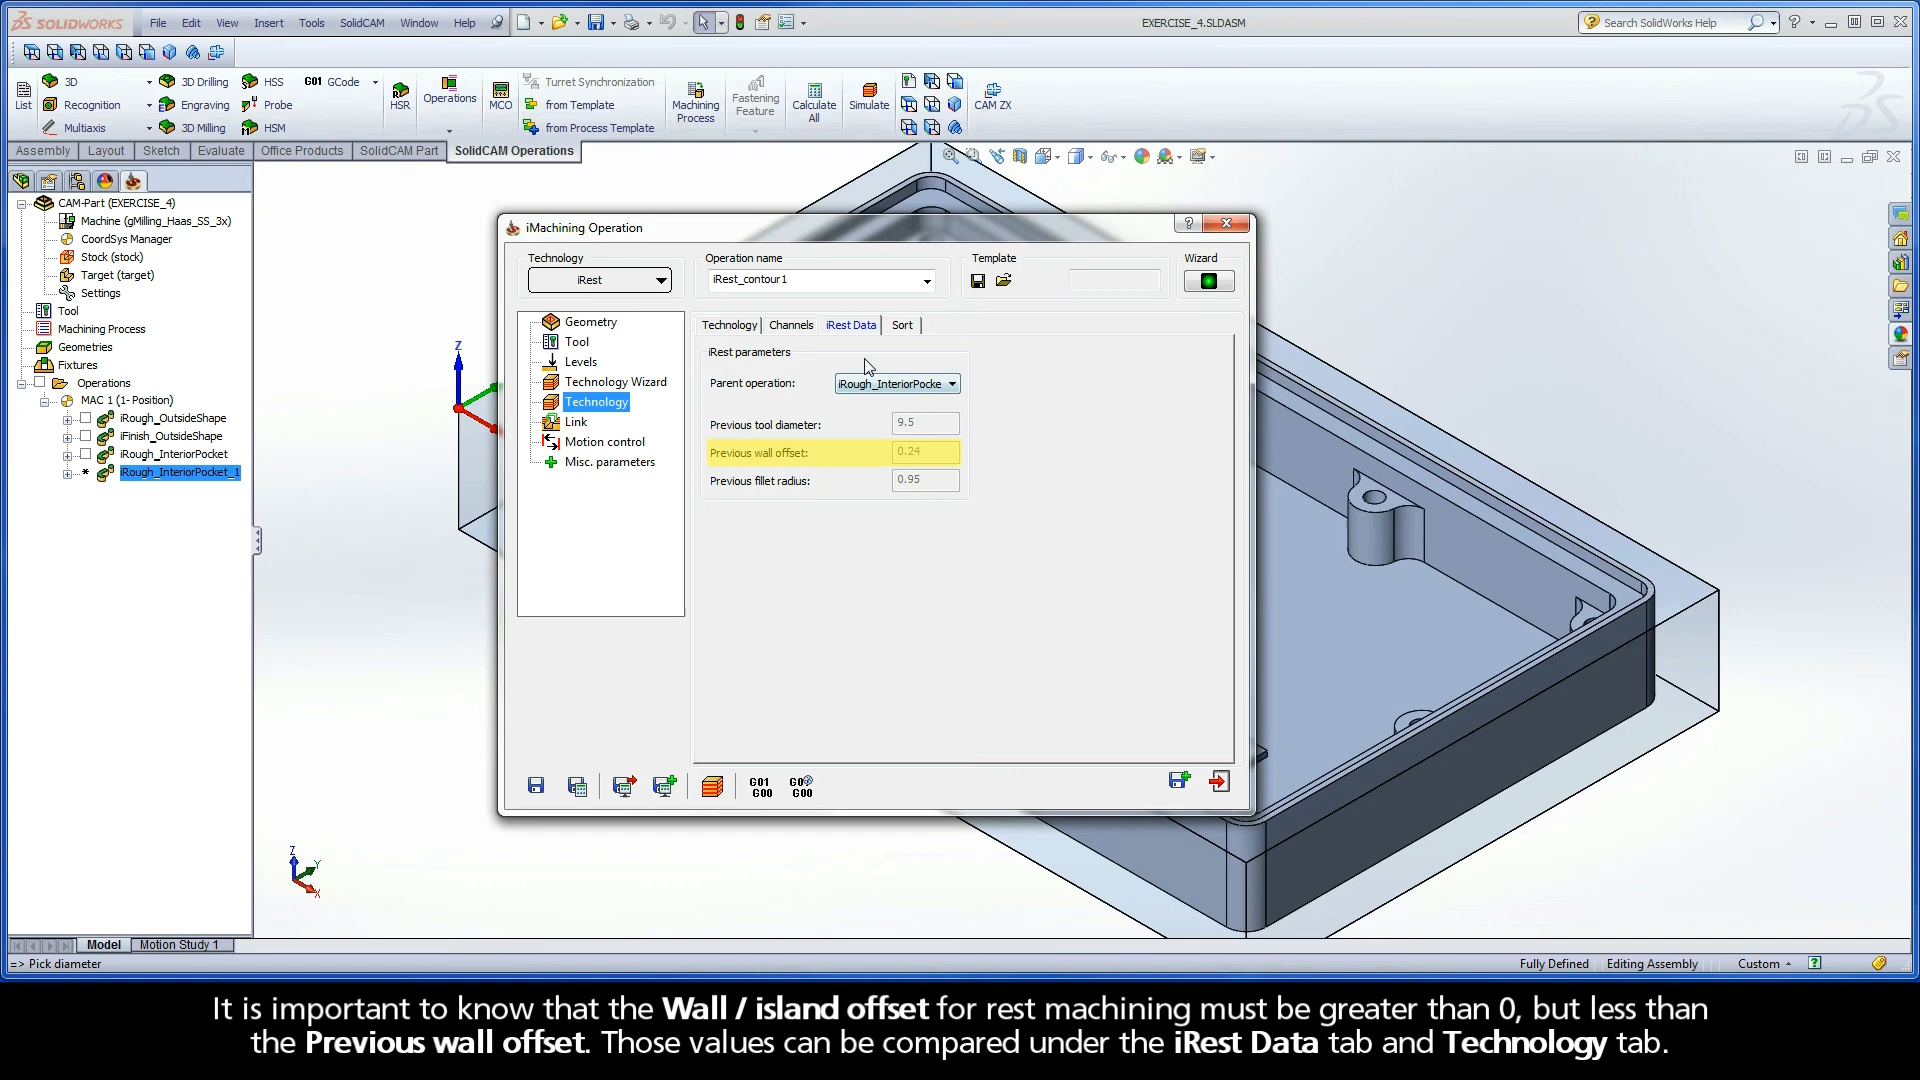 SOLIDWORKS File Edit View Insert Tools SolidCAM Window Help EXERCISE_4.SLDASM Search SolidWorks Help
List 3D 3D Drilling HSS G01 GCode HSR Operations MCO Turret Synchronization Machining Process Fastening Feature Calculate All Simulate CAM ZX
Recognition Engraving Probe from Template
Multiaxis 3D Milling HSM from Process Template
Assembly Layout Sketch Evaluate Office Products SolidCAM Part SolidCAM Operations
CAM-Part (EXERCISE_4)
Machine (gMilling_Haas_SS_3x)
CoordSys Manager
Stock (stock)
Target (target)
Settings
Tool
Machining Process
Geometries
Fixtures
Operations
MAC 1 (1- Position)
iRough_OutsideShape
iFinish_OutsideShape
iRough_InteriorPocket
* iRough_InteriorPocket_1
iMachining Operation
Technology Operation name Template Wizard
iRest iRest_contour1
Geometry
Tool
Levels
Technology Wizard
Technology
Link
Motion control
Misc. parameters
Technology Channels iRest Data Sort
iRest parameters
Parent operation: iRough_InteriorPocke
Previous tool diameter: 9.5
Previous wall offset: 0.24
Previous fillet radius: 0.95
G01 G00
G00
Z
Z
Y
X
Model Motion Study 1
=> Pick diameter Fully Defined Editing Assembly Custom
It is important to know that the Wall / island offset for rest machining must be greater than 0, but less than
the Previous wall offset. Those values can be compared under the iRest Data tab and Technology tab.